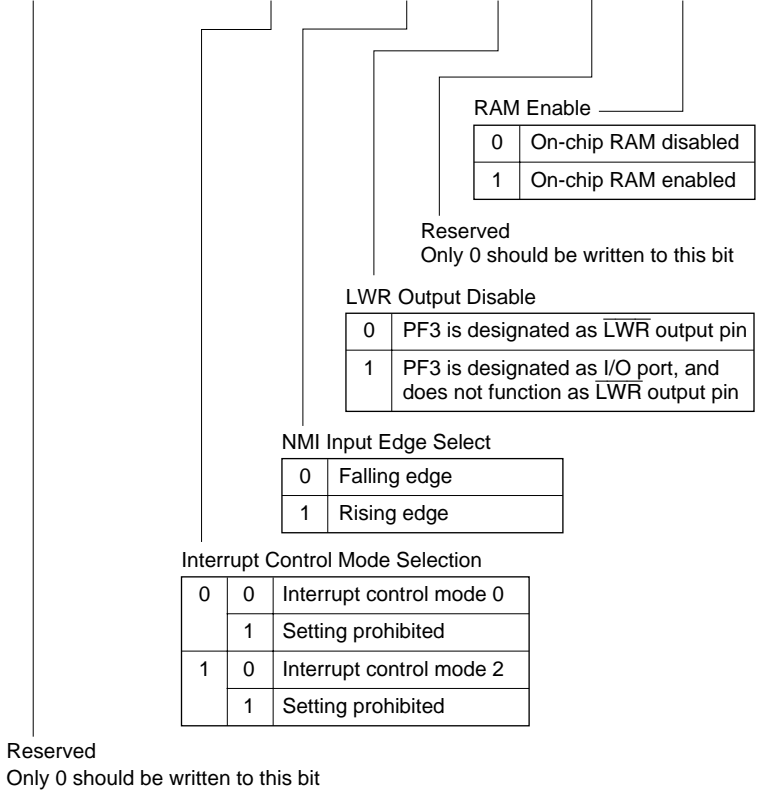 RAM Enable
0 On-chip RAM disabled
1 On-chip RAM enabled
Reserved
Only 0 should be written to this bit
LWR Output Disable
0 PF3 is designated as L̅W̅R̅ output pin
1 PF3 is designated as I/O port, and
does not function as L̅W̅R̅ output pin
NMI Input Edge Select
0 Falling edge
1 Rising edge
Interrupt Control Mode Selection
0 0 Interrupt control mode 0
1 Setting prohibited
1 0 Interrupt control mode 2
1 Setting prohibited
Reserved
Only 0 should be written to this bit